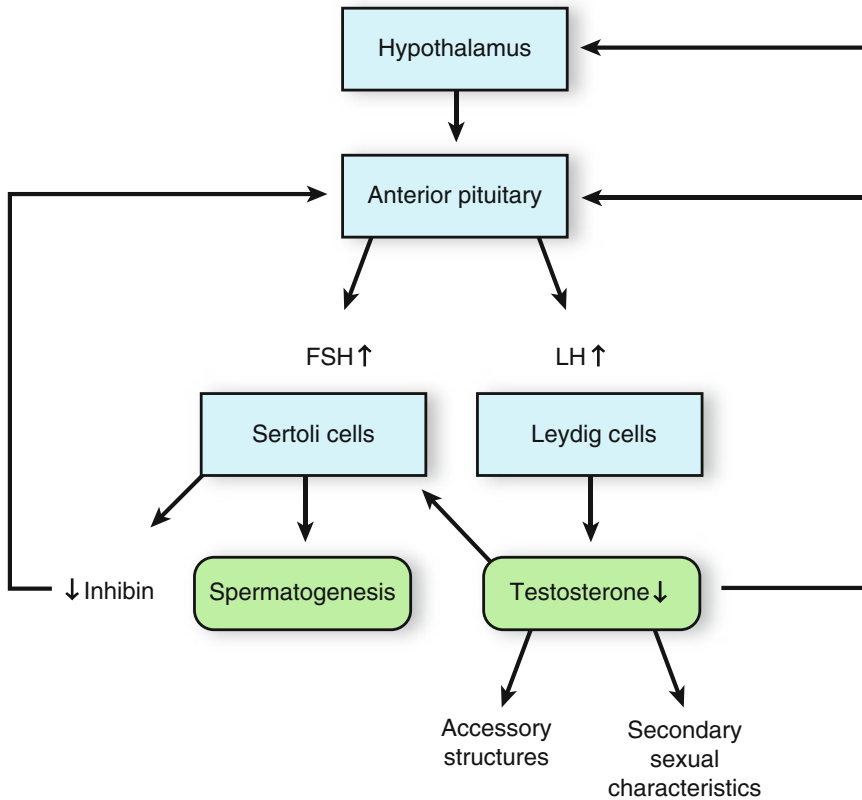 Hypothalamus
Anterior pituitary
FSH↑
LH↑
Sertoli cells
Leydig cells
↓Inhibin
Spermatogenesis
Testosterone↓
Accessory
structures
Secondary
sexual
characteristics